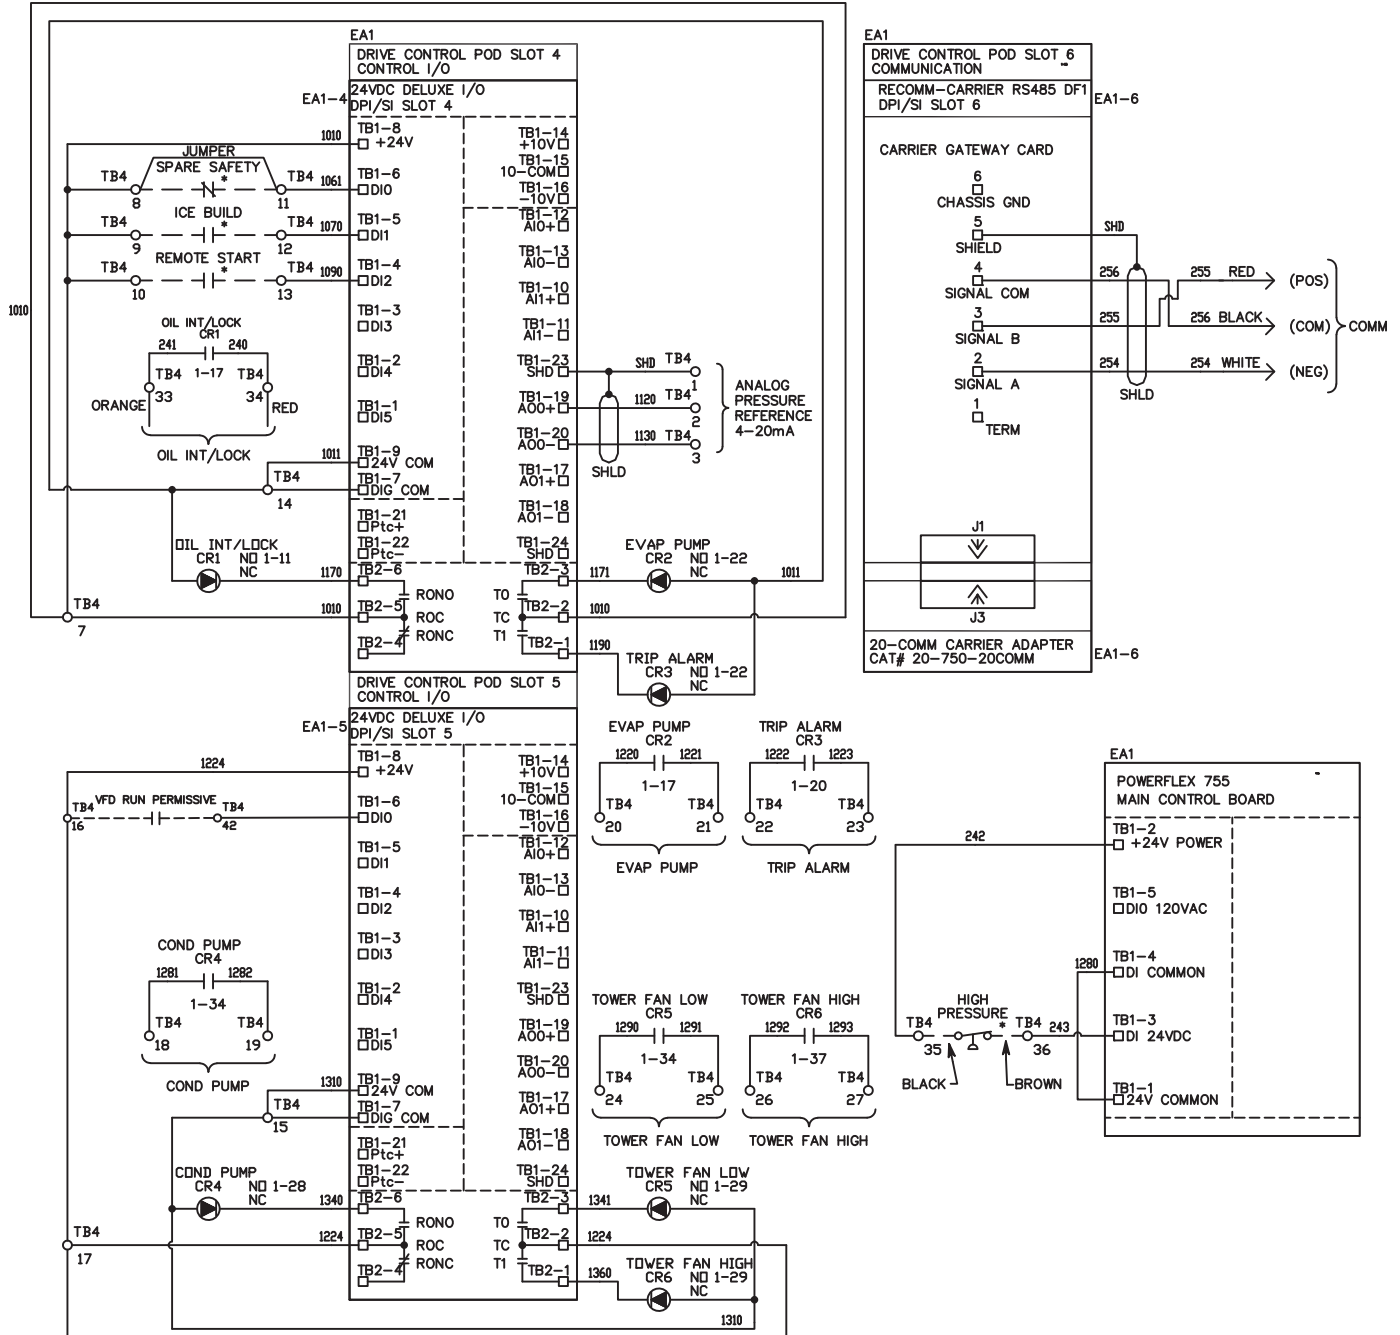 EA1
DRIVE CONTROL POD SLOT 4
CONTROL I/O
EA1-4
24VDC DELUXE I/O
DPI/SI SLOT 4
1010
TB1-8
+24V
TB1-14
+10V
JUMPER
SPARE SAFETY
*
TB4
8
TB4
11
1061
TB1-6
DI0
TB1-15
10-COM
TB1-16
-10V
ICE BUILD
*
TB4
9
TB4
12
1070
TB1-5
DI1
TB1-12
AI0+
REMOTE START
*
TB4
10
TB4
13
1090
TB1-4
DI2
TB1-13
AI0-
1010
TB1-3
DI3
TB1-10
AI1+
TB1-11
AI1-
OIL INT/LOCK
CR1
241
240
1-17
TB4
33
TB4
34
ORANGE
RED
OIL INT/LOCK
TB1-2
DI4
TB1-1
DI5
TB1-23
SHD
SHD
TB4
1
TB1-19
AO0+
1120
TB4
2
TB1-20
AO0-
1130
TB4
3
SHLD
ANALOG
PRESSURE
REFERENCE
4-20mA
1011
TB1-9
24V COM
TB1-7
DIG COM
TB4
14
TB1-17
AO1+
TB1-18
AO1-
TB1-21
Ptc+
TB1-22
Ptc-
TB1-24
SHD
OIL INT/LOCK
CR1
NO 1-11
NC
1170
TB2-6
RONO
TB2-5
ROC
RONC
TB2-4
TB4
7
1010
TB2-3
T0
TB2-2
TC
T1
TB2-1
1171
EVAP PUMP
CR2
NO 1-22
NC
1011
1010
1190
TRIP ALARM
CR3
NO 1-22
NC
EA1
DRIVE CONTROL POD SLOT 6
COMMUNICATION
RECOMM-CARRIER RS485 DF1
DPI/SI SLOT 6
EA1-6
CARRIER GATEWAY CARD
6
CHASSIS GND
5
SHIELD
SHD
4
SIGNAL COM
256
255
RED
(POS)
3
SIGNAL B
255
256
BLACK
(COM)
COMM
2
SIGNAL A
254
254
WHITE
(NEG)
SHLD
1
TERM
J1
J3
20-COMM CARRIER ADAPTER
CAT# 20-750-20COMM
EA1-6
DRIVE CONTROL POD SLOT 5
CONTROL I/O
EA1-5
24VDC DELUXE I/O
DPI/SI SLOT 5
1224
TB1-8
+24V
TB1-14
+10V
TB1-15
10-COM
TB1-16
-10V
VFD RUN PERMISSIVE
TB4
16
TB4
42
TB1-6
DI0
TB1-5
DI1
TB1-12
AI0+
TB1-4
DI2
TB1-13
AI0-
TB1-3
DI3
TB1-10
AI1+
TB1-11
AI1-
COND PUMP
CR4
1281
1282
1-34
TB4
18
TB4
19
COND PUMP
TB1-2
DI4
TB1-23
SHD
TB1-1
DI5
TB1-19
AO0+
TB1-20
AO0-
1310
TB1-9
24V COM
TB1-7
DIG COM
TB4
15
TB1-17
AO1+
TB1-18
AO1-
TB1-21
Ptc+
TB1-22
Ptc-
TB1-24
SHD
COND PUMP
CR4
NO 1-28
NC
1340
TB2-6
RONO
TB2-5
ROC
RONC
TB2-4
TB4
17
1224
TB2-3
T0
TB2-2
TC
T1
TB2-1
1341
TOWER FAN LOW
CR5
NO 1-29
NC
1224
1360
TOWER FAN HIGH
CR6
NO 1-29
NC
1310
EVAP PUMP
CR2
1220
1221
1-17
TB4
20
TB4
21
EVAP PUMP
TRIP ALARM
CR3
1222
1223
1-20
TB4
22
TB4
23
TRIP ALARM
TOWER FAN LOW
CR5
1290
1291
1-34
TB4
24
TB4
25
TOWER FAN LOW
TOWER FAN HIGH
CR6
1292
1293
1-37
TB4
26
TB4
27
TOWER FAN HIGH
EA1
POWERFLEX 755
MAIN CONTROL BOARD
242
TB1-2
+24V POWER
TB1-5
DI0 120VAC
1280
TB1-4
DI COMMON
HIGH
PRESSURE
*
TB4
35
TB4
36
243
TB1-3
DI 24VDC
BLACK
BROWN
TB1-1
24V COMMON